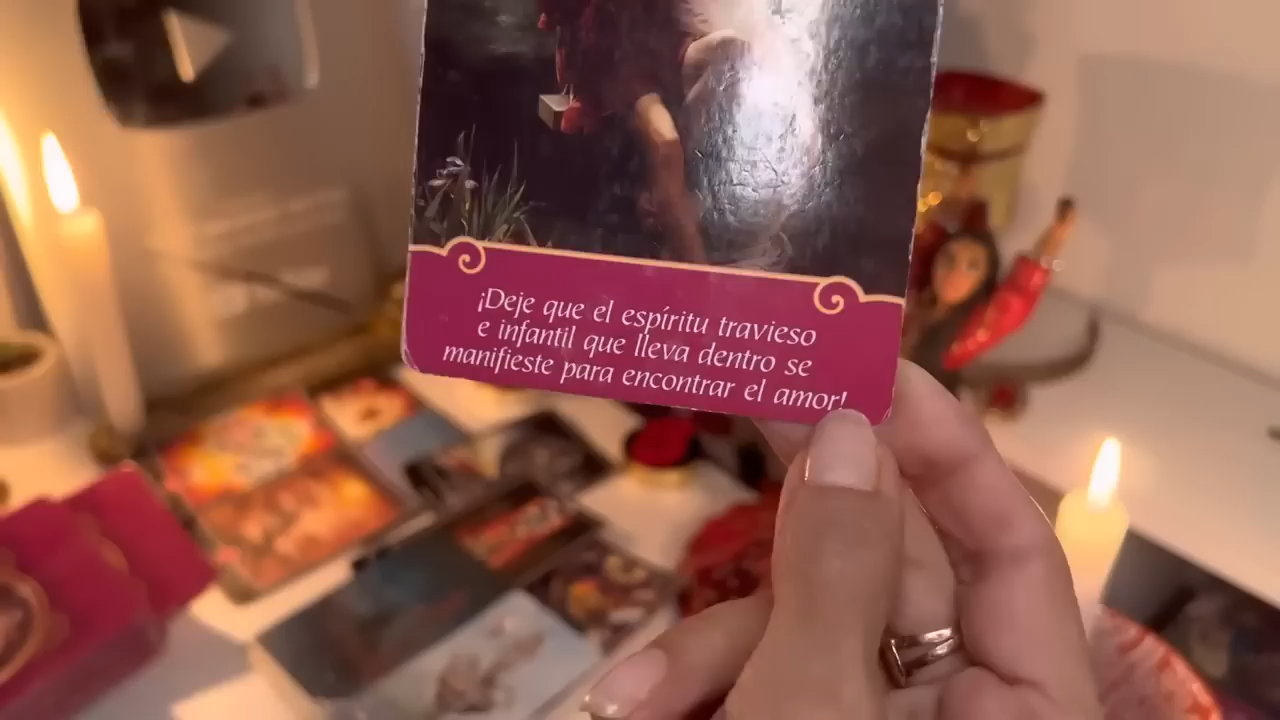 ¡Deje que el espíritu travieso
e infantil que lleva dentro se
manifieste para encontrar el amor!